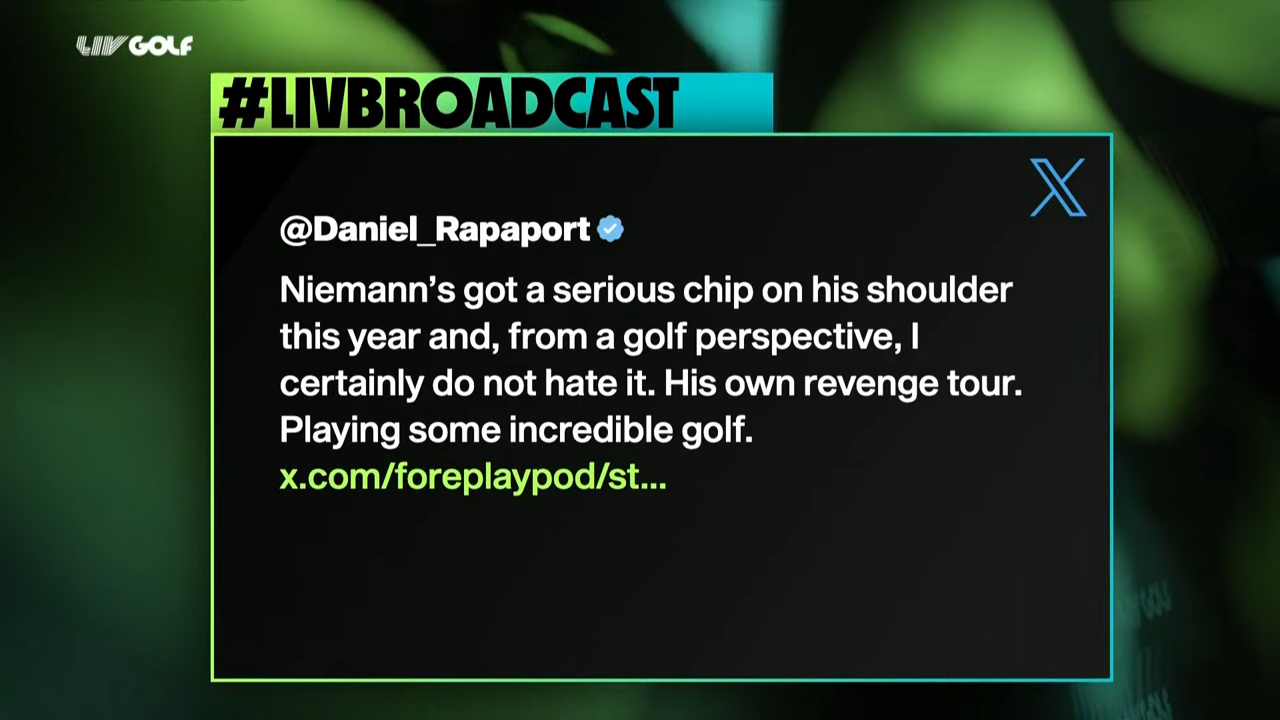 LIV GOLF
#LIVBROADCAST
@Daniel_Rapaport
Niemann’s got a serious chip on his shoulder
this year and, from a golf perspective, I
certainly do not hate it. His own revenge tour.
Playing some incredible golf.
x.com/foreplaypod/st...